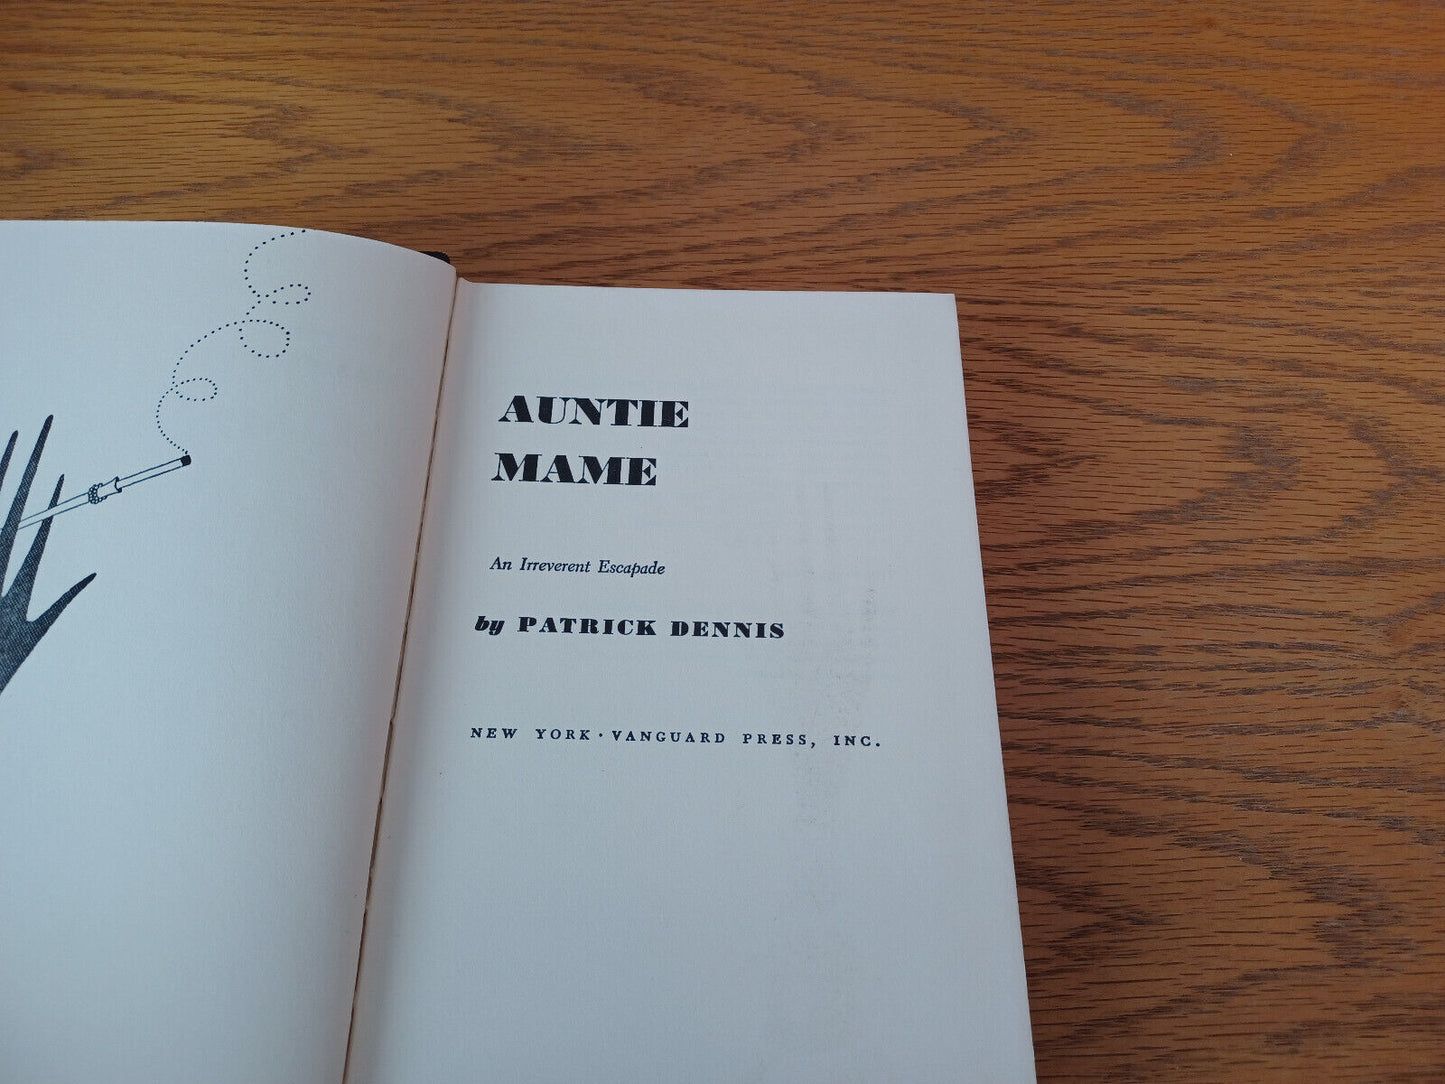 AUNTIE
MAME
An Irreverent Escapade
by PATRICK DENNIS
NEW YORK · VANGUARD PRESS, INC.